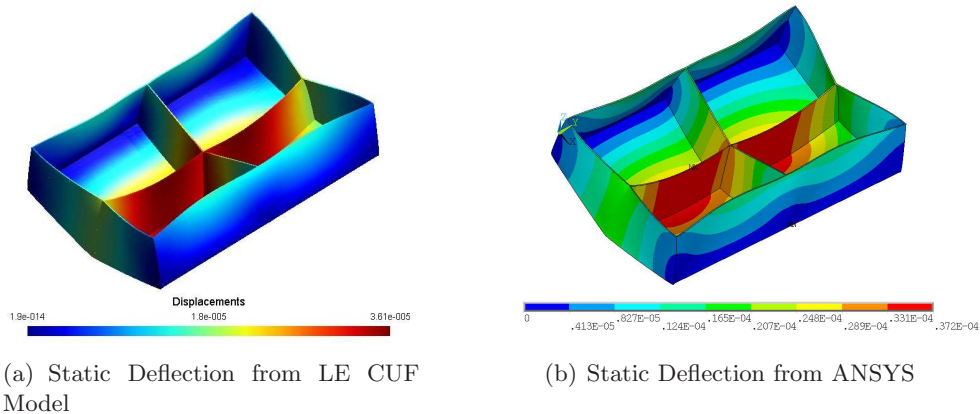 Z
Y
X
MN
Displacements
1.9e-014 1.8e-005 3.61e-005
0 .827E-05 .165E-04 .248E-04 .331E-04
.413E-05 .124E-04 .207E-04 .289E-04 .372E-04
(a) Static Deflection from LE CUF
Model
(b) Static Deflection from ANSYS